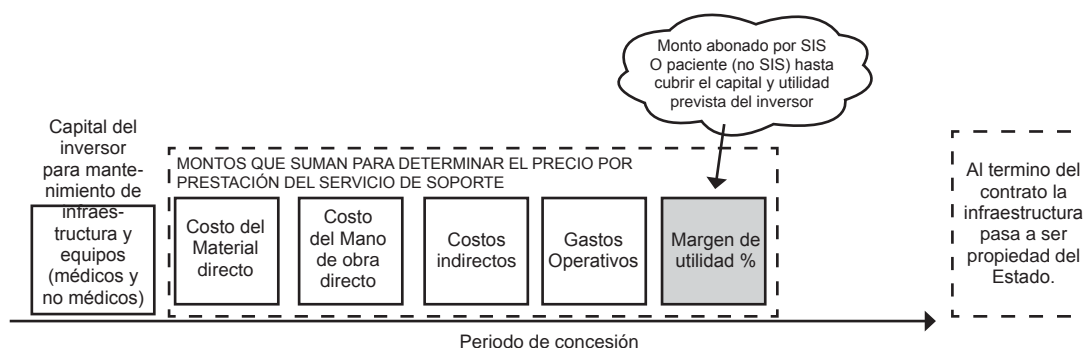 Monto abonado por SIS
O paciente (no SIS) hasta
cubrir el capital y utilidad
prevista del inversor
Capital del
inversor
para mante-
nimiento de
infraes-
structura y
equipos
(médicos y
no médicos)
MONTOS QUE SUMAN PARA DETERMINAR EL PRECIO POR
PRESTACIÓN DEL SERVICIO DE SOPORTE
Costo del
Material
directo
Costo
del Mano
de obra
directo
Costos
indirectos
Gastos
Operativos
Margen de
utilidad %
Al termino del
contrato la
infraestructura
pasa a ser
propiedad del
Estado.
Periodo de concesión